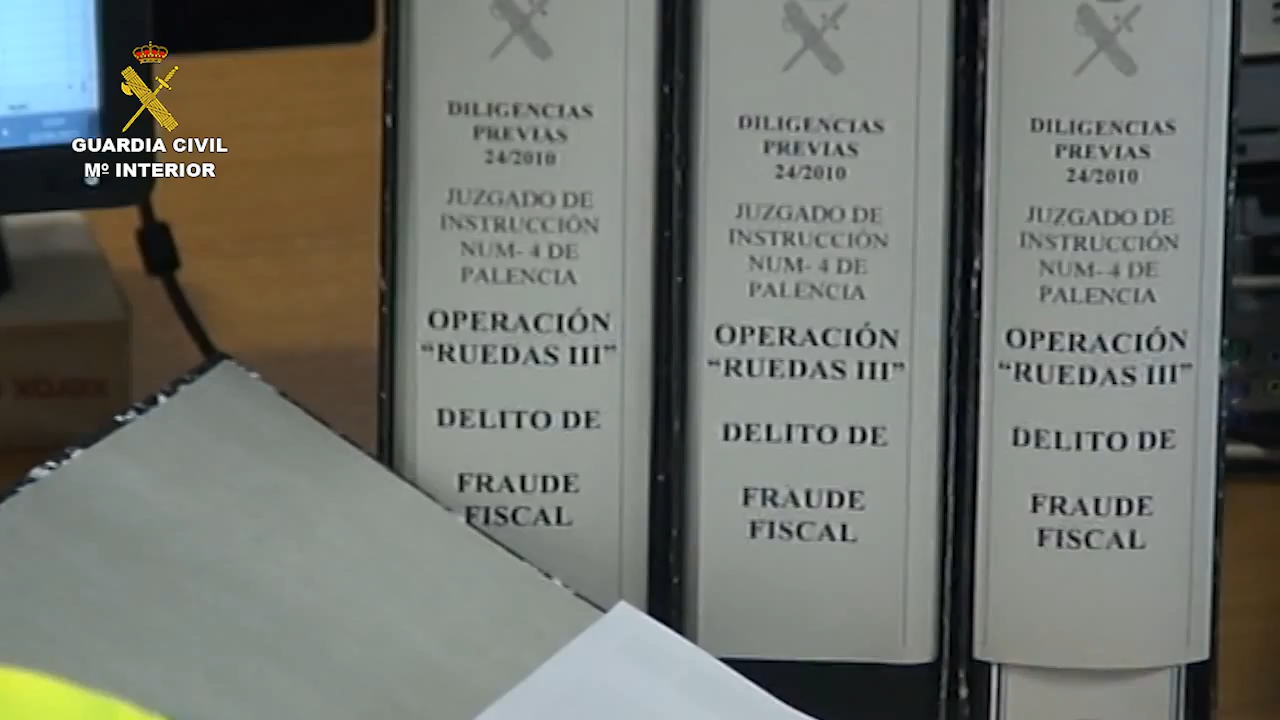 GUARDIA CIVIL
Mº INTERIOR
DILIGENCIAS
PREVIAS
24/2010
JUZGADO DE
INSTRUCCIÓN
NUM- 4 DE
PALENCIA
OPERACIÓN
“RUEDAS III”
DELITO DE
FRAUDE
FISCAL
DILIGENCIAS
PREVIAS
24/2010
JUZGADO DE
INSTRUCCIÓN
NUM- 4 DE
PALENCIA
OPERACIÓN
“RUEDAS III”
DELITO DE
FRAUDE
FISCAL
DILIGENCIAS
PREVIAS
24/2010
JUZGADO DE
INSTRUCCIÓN
NUM- 4 DE
PALENCIA
OPERACIÓN
“RUEDAS III”
DELITO DE
FRAUDE
FISCAL